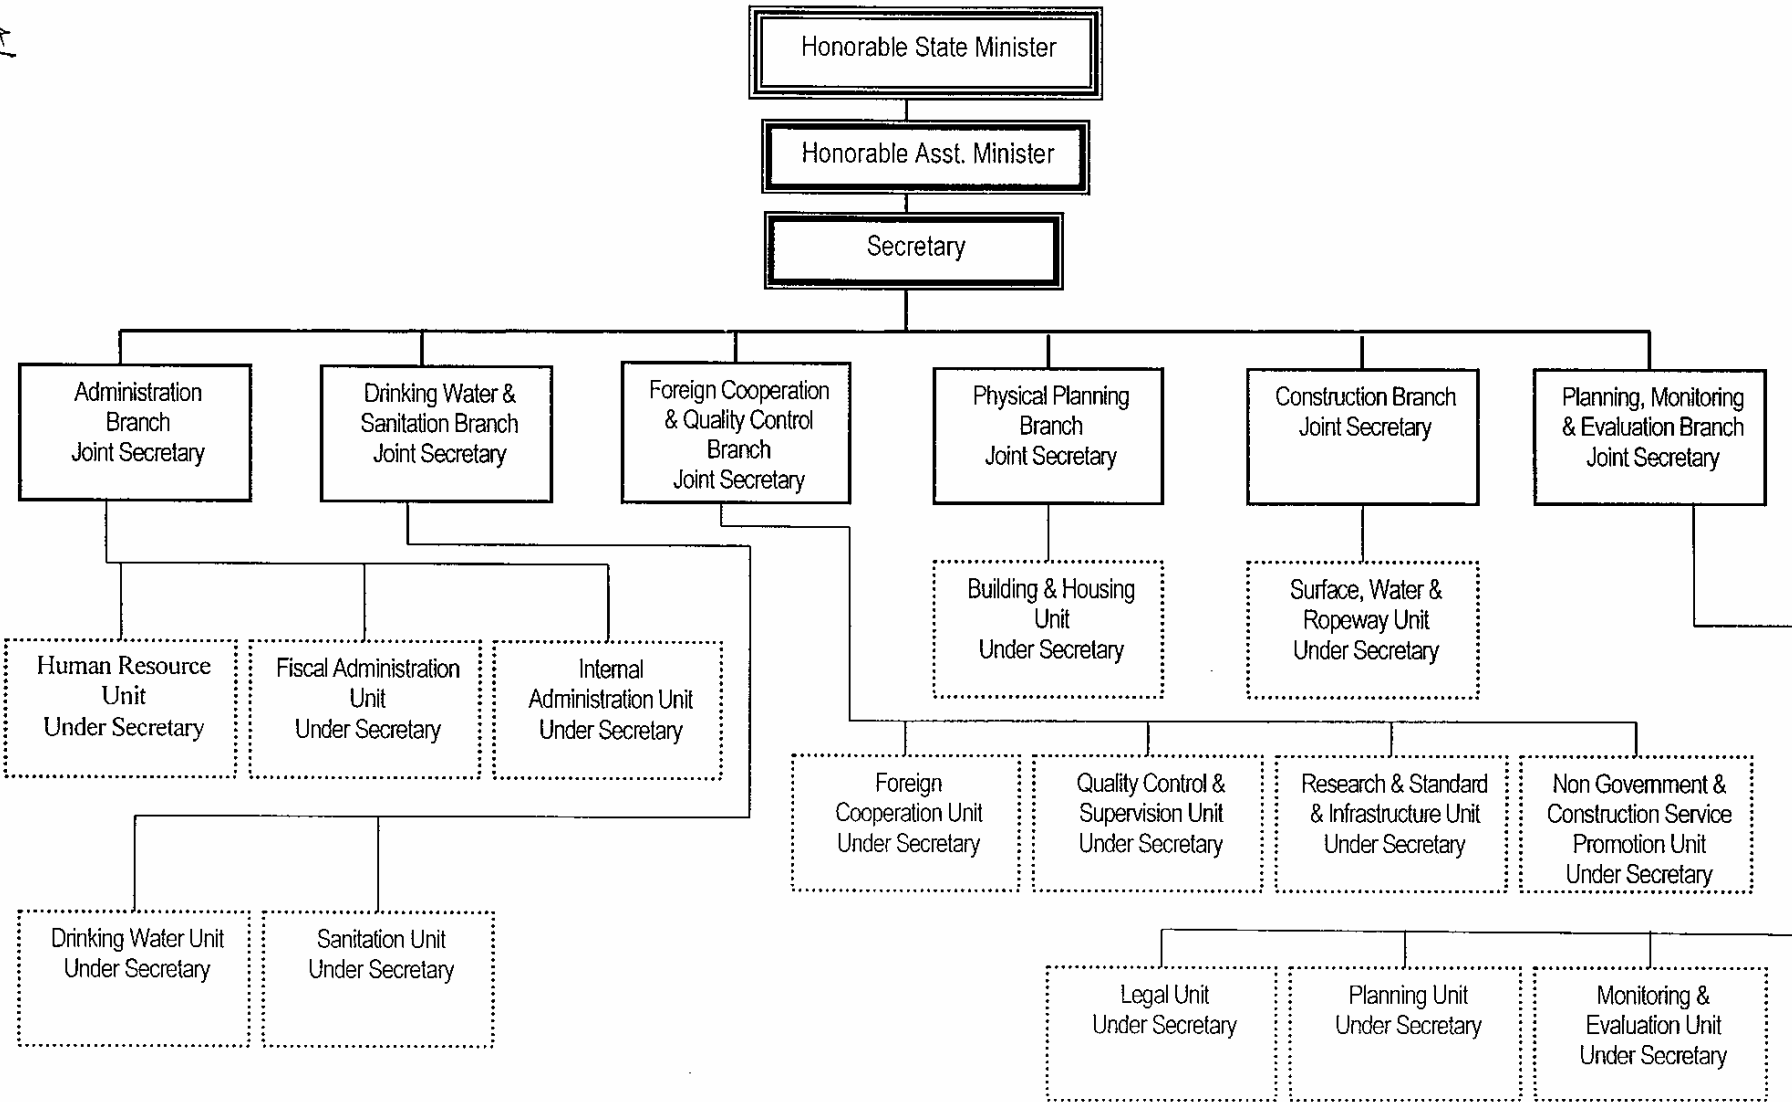 Honorable State Minister
Honorable Asst. Minister
Secretary
Administration
Branch
Joint Secretary
Drinking Water &
Sanitation Branch
Joint Secretary
Foreign Cooperation
& Quality Control
Branch
Joint Secretary
Physical Planning
Branch
Joint Secretary
Construction Branch
Joint Secretary
Planning, Monitoring
& Evaluation Branch
Joint Secretary
Building & Housing
Unit
Under Secretary
Surface, Water &
Ropeway Unit
Under Secretary
Human Resource
Unit
Under Secretary
Fiscal Administration
Unit
Under Secretary
Internal
Administration Unit
Under Secretary
Foreign
Cooperation Unit
Under Secretary
Quality Control &
Supervision Unit
Under Secretary
Research & Standard
& Infrastructure Unit
Under Secretary
Non Government &
Construction Service
Promotion Unit
Under Secretary
Drinking Water Unit
Under Secretary
Sanitation Unit
Under Secretary
Legal Unit
Under Secretary
Planning Unit
Under Secretary
Monitoring &
Evaluation Unit
Under Secretary